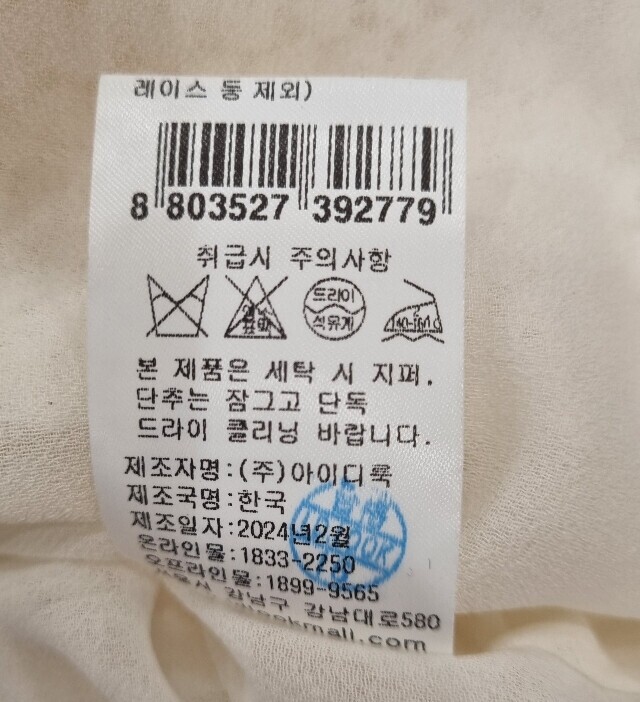 레이스 등 제외)
8 803527 392779
취급시 주의사항
드라이
석유계
140-160℃
본 제품은 세탁 시 지퍼,
단추는 잠그고 단독
드라이 클리닝 바랍니다.
제조자명:(주)아이디룩
제조국명:한국
제조일자:2024년2월
온라인몰:1833-2250
오프라인몰:1899-9565
강남구 강남대로580